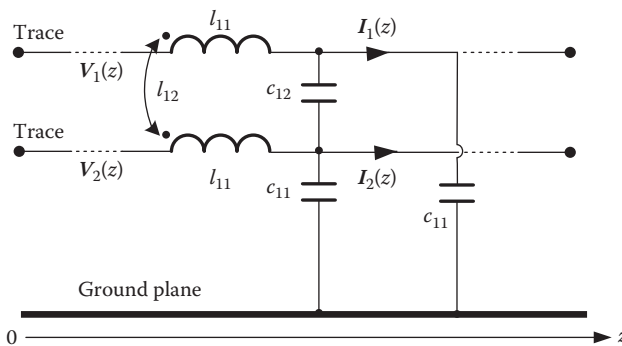 l₁₁
I₁(z)
Trace
V₁(z)
l₁₂
c₁₂
Trace
V₂(z)
l₁₁
c₁₁
I₂(z)
c₁₁
Ground plane
0
z